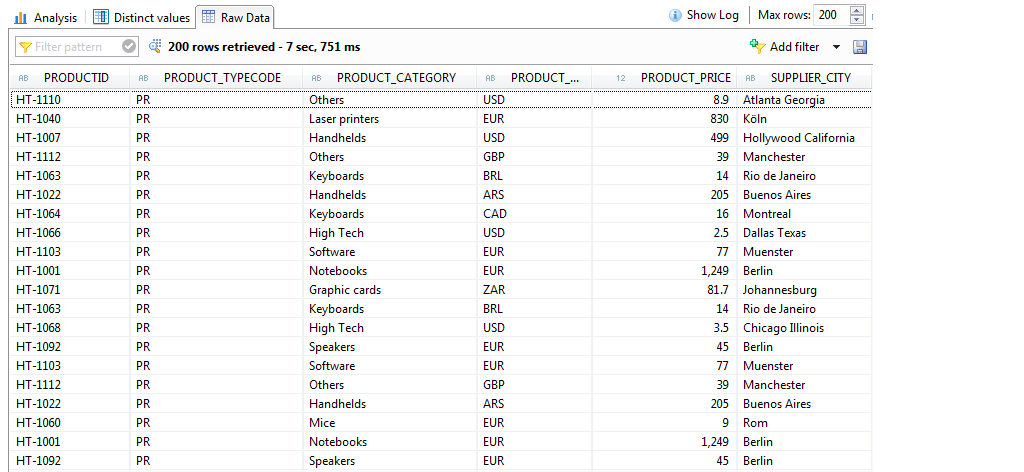 Analysis Distinct values Raw Data Show Log Max rows: 200
Filter pattern 200 rows retrieved - 7 sec, 751 ms Add filter
AB PRODUCTID AB PRODUCT_TYPECODE AB PRODUCT_CATEGORY AB PRODUCT_... 12 PRODUCT_PRICE AB SUPPLIER_CITY
HT-1110 PR Others USD 8.9 Atlanta Georgia
HT-1040 PR Laser printers EUR 830 Köln
HT-1007 PR Handhelds USD 499 Hollywood California
HT-1112 PR Others GBP 39 Manchester
HT-1063 PR Keyboards BRL 14 Rio de Janeiro
HT-1022 PR Handhelds ARS 205 Buenos Aires
HT-1064 PR Keyboards CAD 16 Montreal
HT-1066 PR High Tech USD 2.5 Dallas Texas
HT-1103 PR Software EUR 77 Muenster
HT-1001 PR Notebooks EUR 1,249 Berlin
HT-1071 PR Graphic cards ZAR 81.7 Johannesburg
HT-1063 PR Keyboards BRL 14 Rio de Janeiro
HT-1068 PR High Tech USD 3.5 Chicago Illinois
HT-1092 PR Speakers EUR 45 Berlin
HT-1103 PR Software EUR 77 Muenster
HT-1112 PR Others GBP 39 Manchester
HT-1022 PR Handhelds ARS 205 Buenos Aires
HT-1060 PR Mice EUR 9 Rom
HT-1001 PR Notebooks EUR 1,249 Berlin
HT-1092 PR Speakers EUR 45 Berlin